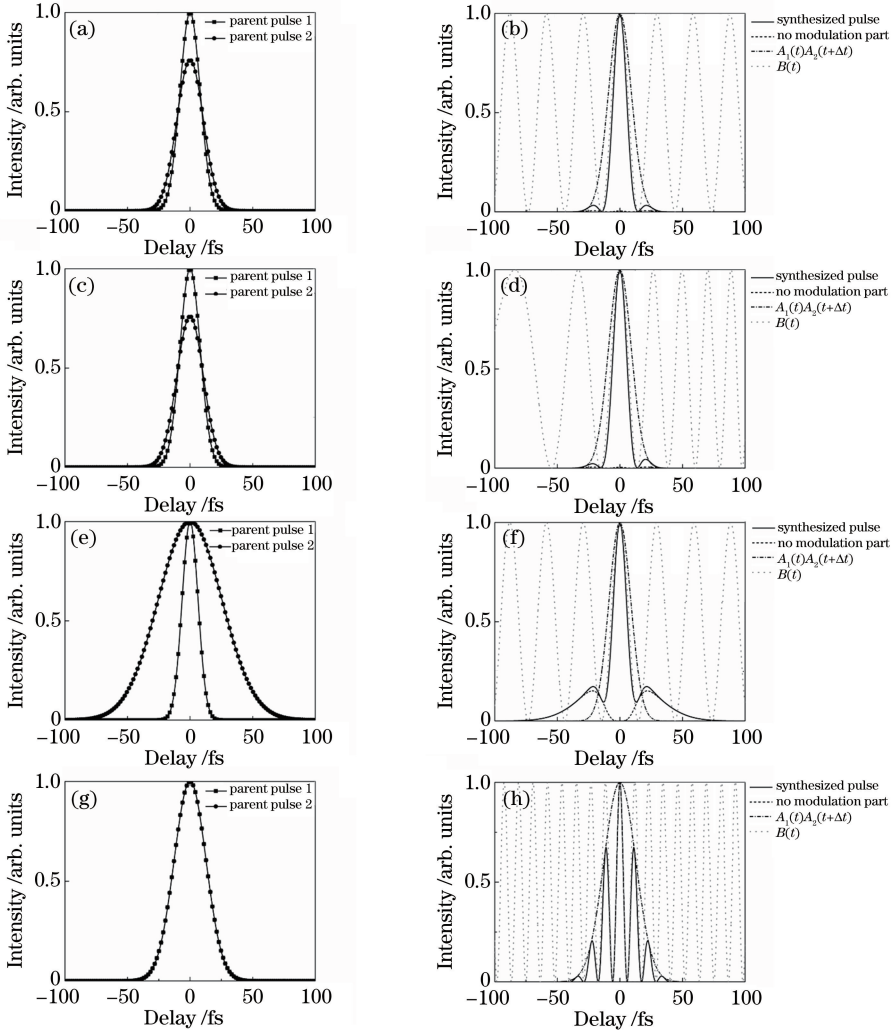 (a)
parent pulse 1
parent pulse 2
Intensity /arb. units
1.0
0.5
0
−100 −50 0 50 100
Delay /fs
(b)
synthesized pulse
no modulation part
A₁(t)A₂(t+Δt)
B(t)
Intensity /arb. units
1.0
0.5
0
−100 −50 0 50 100
Delay /fs
(c)
parent pulse 1
parent pulse 2
Intensity /arb. units
1.0
0.5
0
−100 −50 0 50 100
Delay /fs
(d)
synthesized pulse
no modulation part
A₁(t)A₂(t+Δt)
B(t)
Intensity /arb. units
1.0
0.5
0
−100 −50 0 50 100
Delay /fs
(e)
parent pulse 1
parent pulse 2
Intensity /arb. units
1.0
0.5
0
−100 −50 0 50 100
Delay /fs
(f)
synthesized pulse
no modulation part
A₁(t)A₂(t+Δt)
B(t)
Intensity /arb. units
1.0
0.5
0
−100 −50 0 50 100
Delay /fs
(g)
parent pulse 1
parent pulse 2
Intensity /arb. units
1.0
0.5
0
−100 −50 0 50 100
Delay /fs
(h)
synthesized pulse
no modulation part
A₁(t)A₂(t+Δt)
B(t)
Intensity /arb. units
1.0
0.5
0
−100 −50 0 50 100
Delay /fs